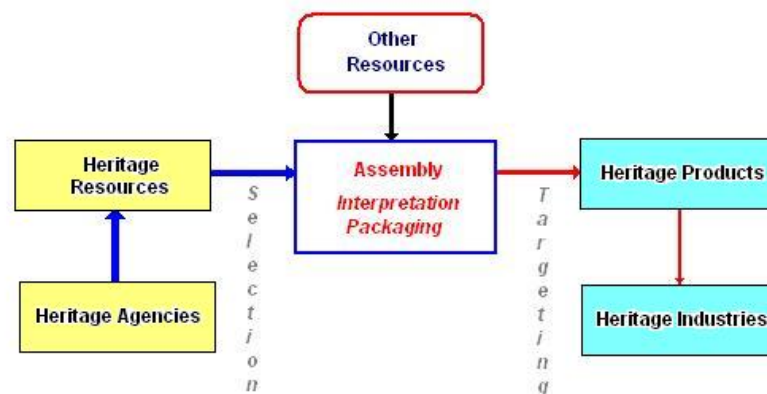 Other
Resources
Heritage
Resources
Assembly
Interpretation
Packaging
Heritage Products
Selection
Targeting
Heritage Agencies
Heritage Industries